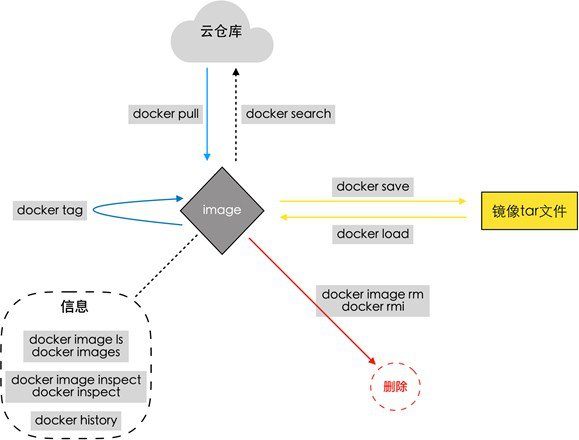 云仓库
docker pull
docker search
docker tag
image
docker save
docker load
镜像tar文件
信息
docker image ls
docker images
docker image inspect
docker inspect
docker history
docker image rm
docker rmi
删除